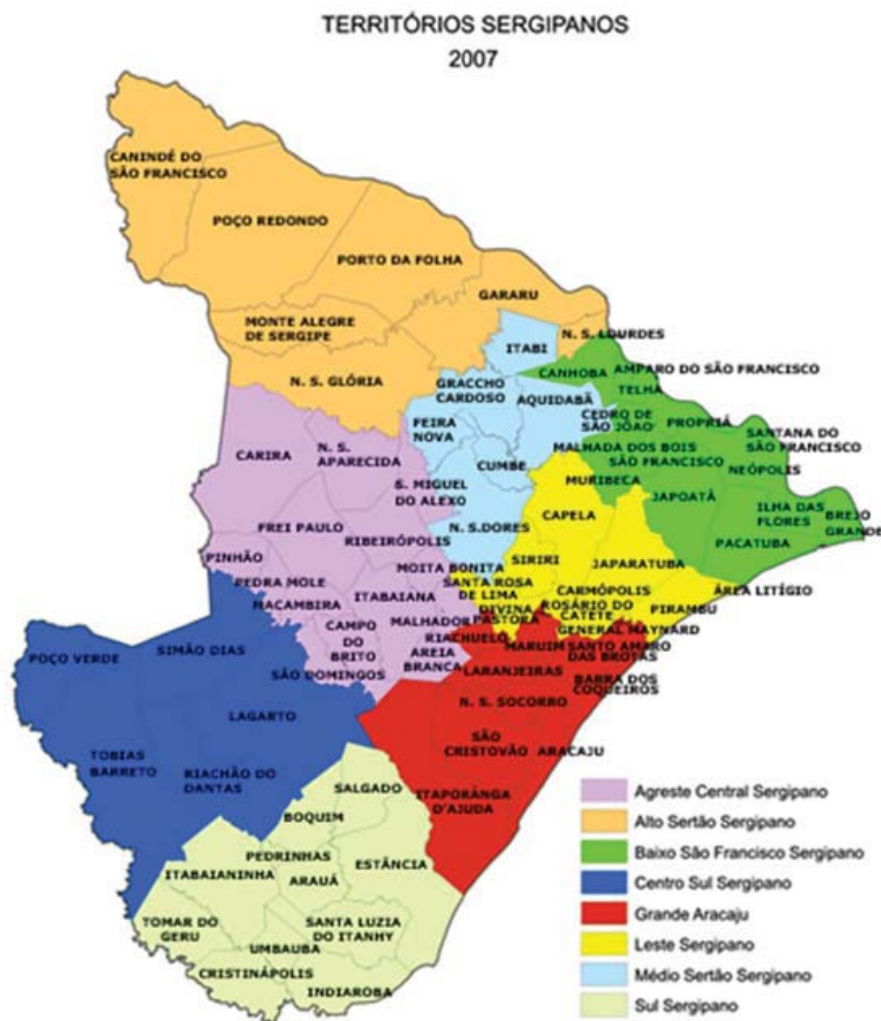 TERRITÓRIOS SERGIPANOS
2007
CANINDÉ DO
SÃO FRANCISCO
POÇO REDONDO
PORTO DA FOLHA
GARARU
MONTE ALEGRE
DE SERGIPE
N. S. LOURDES
ITABI
N. S. GLÓRIA
CANHOBA
AMPARO DO SÃO FRANCISCO
GRACCHO
CARDOSO
AQUIDABÃ
TELHA
FEIRA
NOVA
CEDRO DE
SÃO JOÃO
PROPRIÁ
SANTANA DO
SÃO FRANCISCO
CARIRA
N. S.
APARECIDA
MALHADA DOS BOIS
SÃO FRANCISCO
NEÓPOLIS
CUMBE
S. MIGUEL
DO ALEXO
MURIBECA
JAPOATÃ
ILHA DAS
FLORES
BREJO
GRANDE
FREI PAULO
RIBEIRÓPOLIS
N. S.DORES
CAPELA
PACATUBA
PINHÃO
MOITA BONITA
SIRIRI
JAPARATUBA
PEDRA MOLE
SANTA ROSA
DE LIMA
CARMÓPOLIS
ÁREA LITÍGIO
MACAMBIRA
ITABAIANA
DIVINA
PASTORA
ROSÁRIO DO
CATETE
PIRAMBU
CAMPO
DO
BRITO
MALHADOR
RIACHUELO
GENERAL MAYNARD
POÇO VERDE
SIMÃO DIAS
AREIA
BRANCA
MARUIM
SANTO AMARO
DAS BROTAS
SÃO DOMINGOS
LARANJEIRAS
BARRA DOS
COQUEIROS
LAGARTO
N. S. SOCORRO
SÃO
CRISTOVÃO
ARACAJU
TOBIAS
BARRETO
RIACHÃO DO
DANTAS
SALGADO
ITAPORANGA
D'AJUDA
BOQUIM
PEDRINHAS
ITABAIANINHA
ARAUÁ
ESTÂNCIA
TOMAR DO
GERU
SANTA LUZIA
DO ITANHY
UMBAUBA
CRISTINÁPOLIS
INDIAROBA
Agreste Central Sergipano
Alto Sertão Sergipano
Baixo São Francisco Sergipano
Centro Sul Sergipano
Grande Aracaju
Leste Sergipano
Médio Sertão Sergipano
Sul Sergipano